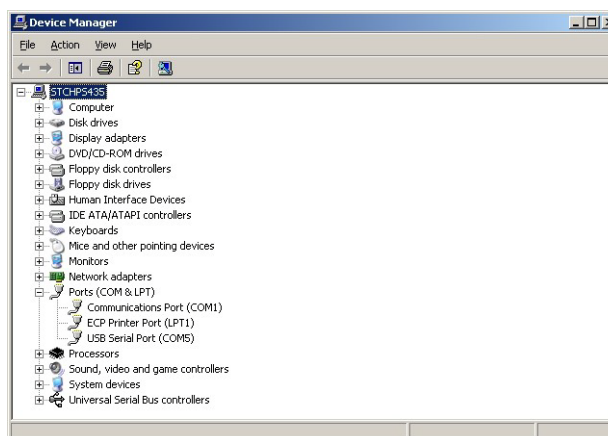 Device Manager
File Action View Help
STCHPS435
Computer
Disk drives
Display adapters
DVD/CD-ROM drives
Floppy disk controllers
Floppy disk drives
Human Interface Devices
IDE ATA/ATAPI controllers
Keyboards
Mice and other pointing devices
Monitors
Network adapters
Ports (COM & LPT)
Communications Port (COM1)
ECP Printer Port (LPT1)
USB Serial Port (COM5)
Processors
Sound, video and game controllers
System devices
Universal Serial Bus controllers